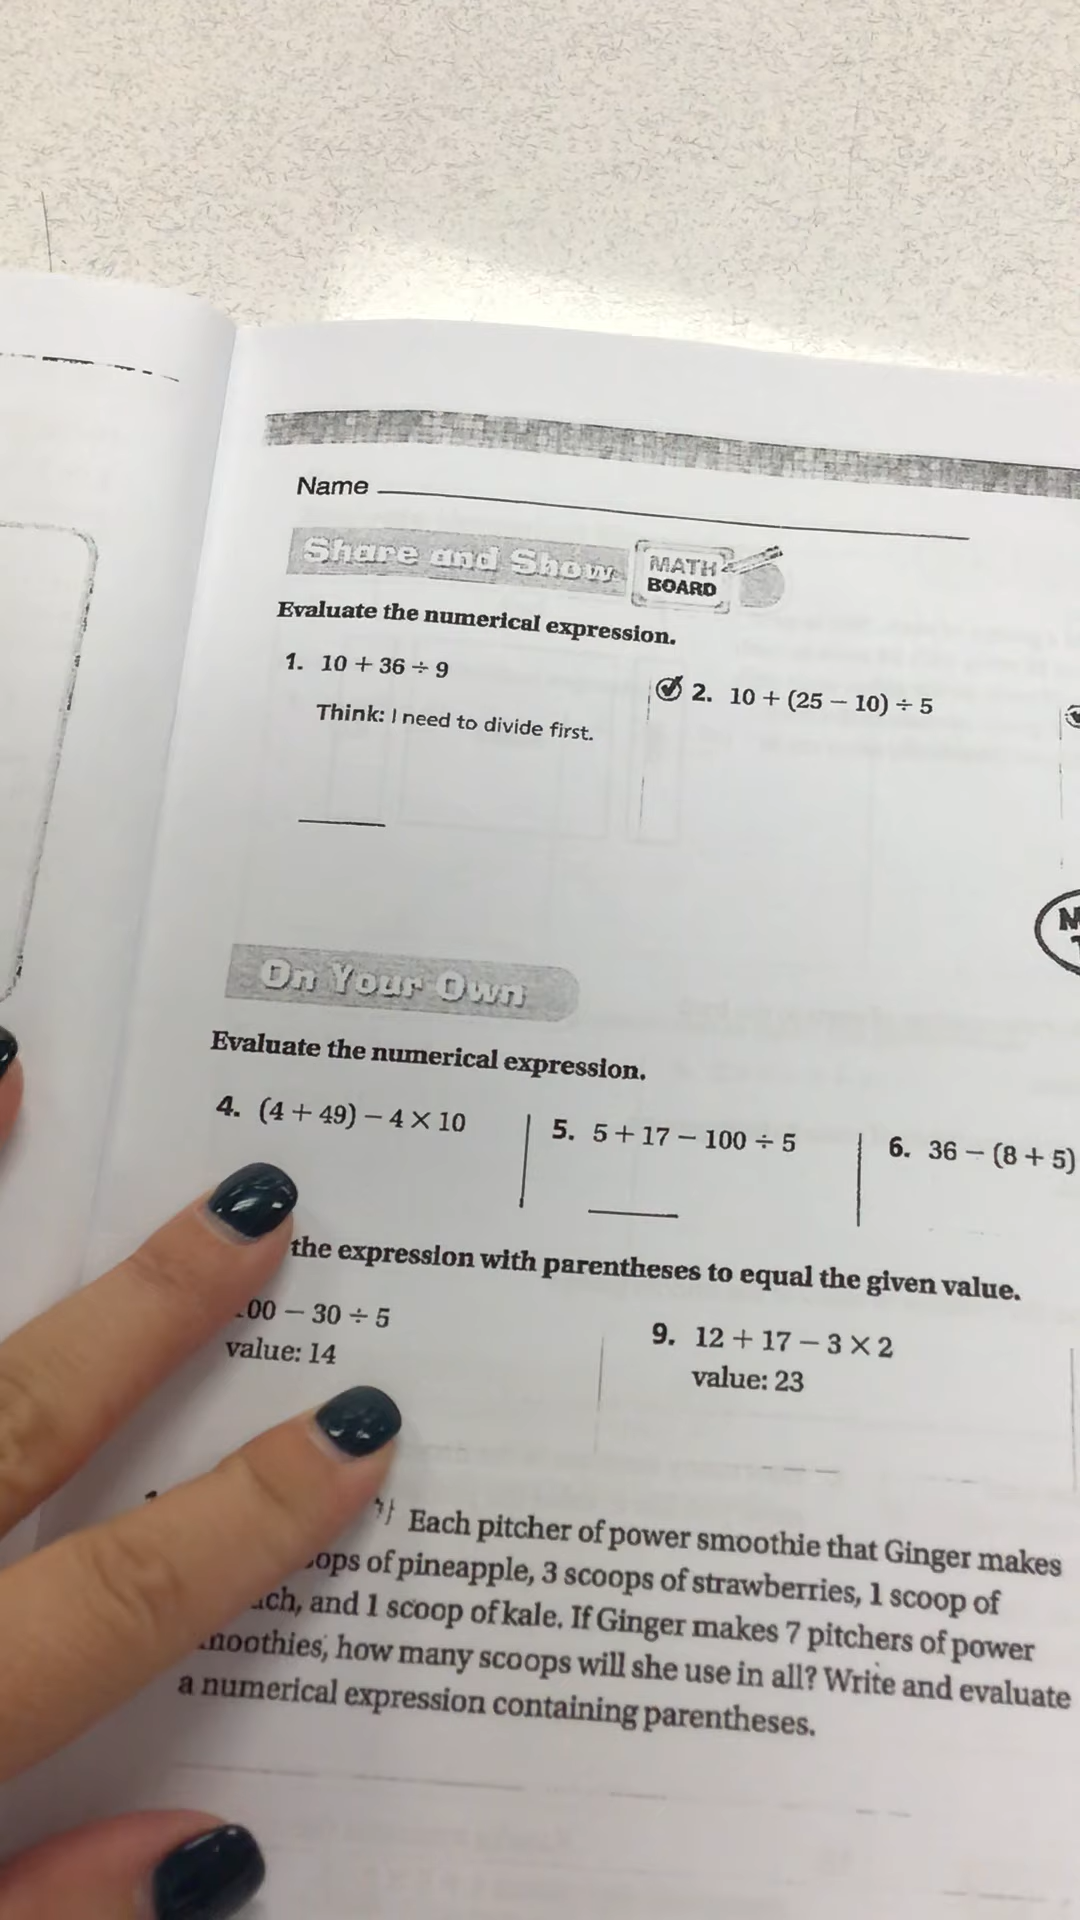 Name
Share and Show
MATH
BOARD
Evaluate the numerical expression.
1. 10 + 36 ÷ 9
2. 10 + (25 − 10) ÷ 5
Think: I need to divide first.
On Your Own
Evaluate the numerical expression.
4. (4 + 49) − 4 × 10
5. 5 + 17 − 100 ÷ 5
6. 36 − (8 + 5)
the expression with parentheses to equal the given value.
00 − 30 ÷ 5
value: 14
9. 12 + 17 − 3 × 2
value: 23
Each pitcher of power smoothie that Ginger makes
of pineapple, 3 scoops of strawberries, 1 scoop of
and 1 scoop of kale. If Ginger makes 7 pitchers of power
how many scoops will she use in all? Write and evaluate
a numerical expression containing parentheses.